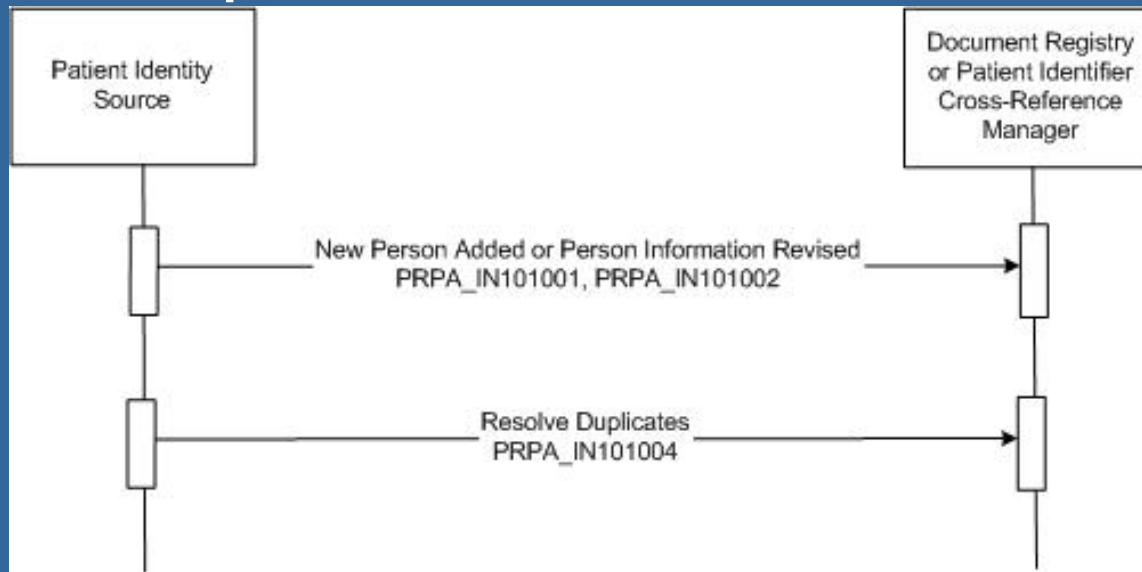 Patient Identity
Source
Document Registry
or Patient Identifier
Cross-Reference
Manager
New Person Added or Person Information Revised
PRPA_IN101001, PRPA_IN101002
Resolve Duplicates
PRPA_IN101004